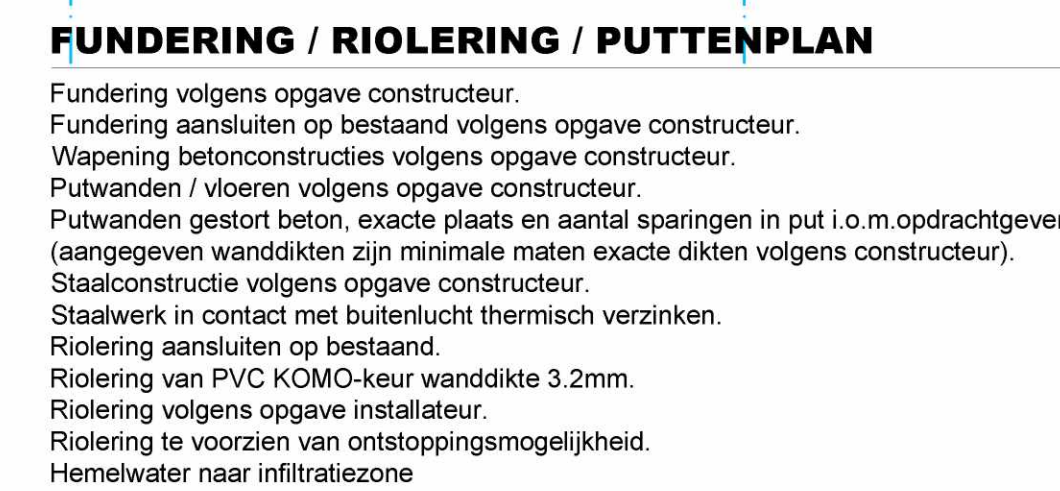 FUNDERING / RIOLERING / PUTTENPLAN
Fundering volgens opgave constructeur.
Fundering aansluiten op bestaand volgens opgave constructeur.
Wapening betonconstructies volgens opgave constructeur.
Putwanden / vloeren volgens opgave constructeur.
Putwanden gestort beton, exacte plaats en aantal sparingen in put i.o.m.opdrachtgever
(aangegeven wanddikten zijn minimale maten exacte dikten volgens constructeur).
Staalconstructie volgens opgave constructeur.
Staalwerk in contact met buitenlucht thermisch verzinken.
Riolering aansluiten op bestaand.
Riolering van PVC KOMO-keur wanddikte 3.2mm.
Riolering volgens opgave installateur.
Riolering te voorzien van ontstoppingsmogelijkheid.
Hemelwater naar infiltratiezone